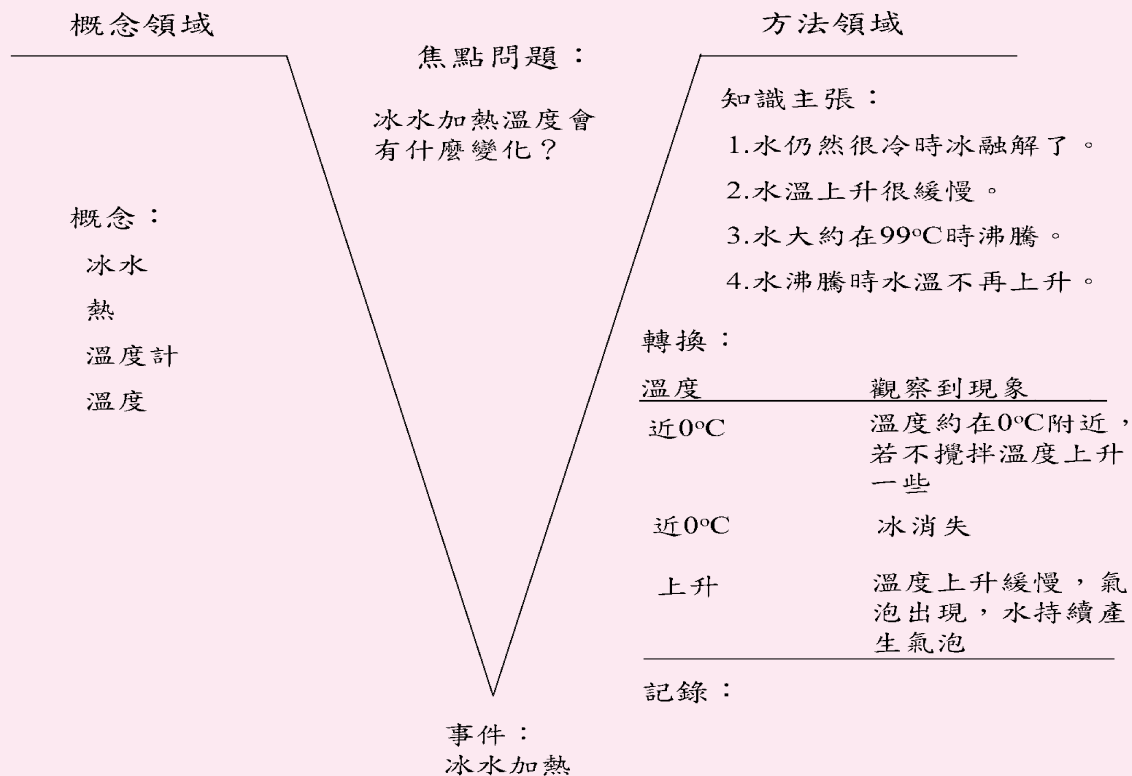 概念領域
焦點問題：
冰水加熱溫度會
有什麼變化？
方法領域
概念：
冰水
熱
溫度計
溫度
知識主張：
1.水仍然很冷時冰融解了。
2.水溫上升很緩慢。
3.水大約在99°C時沸騰。
4.水沸騰時水溫不再上升。
轉換：
溫度 觀察到現象
近0°C 溫度約在0°C附近，
若不攪拌溫度上升
一些
近0°C 冰消失
上升 溫度上升緩慢，氣
泡出現，水持續產
生氣泡
記錄：
事件：
冰水加熱